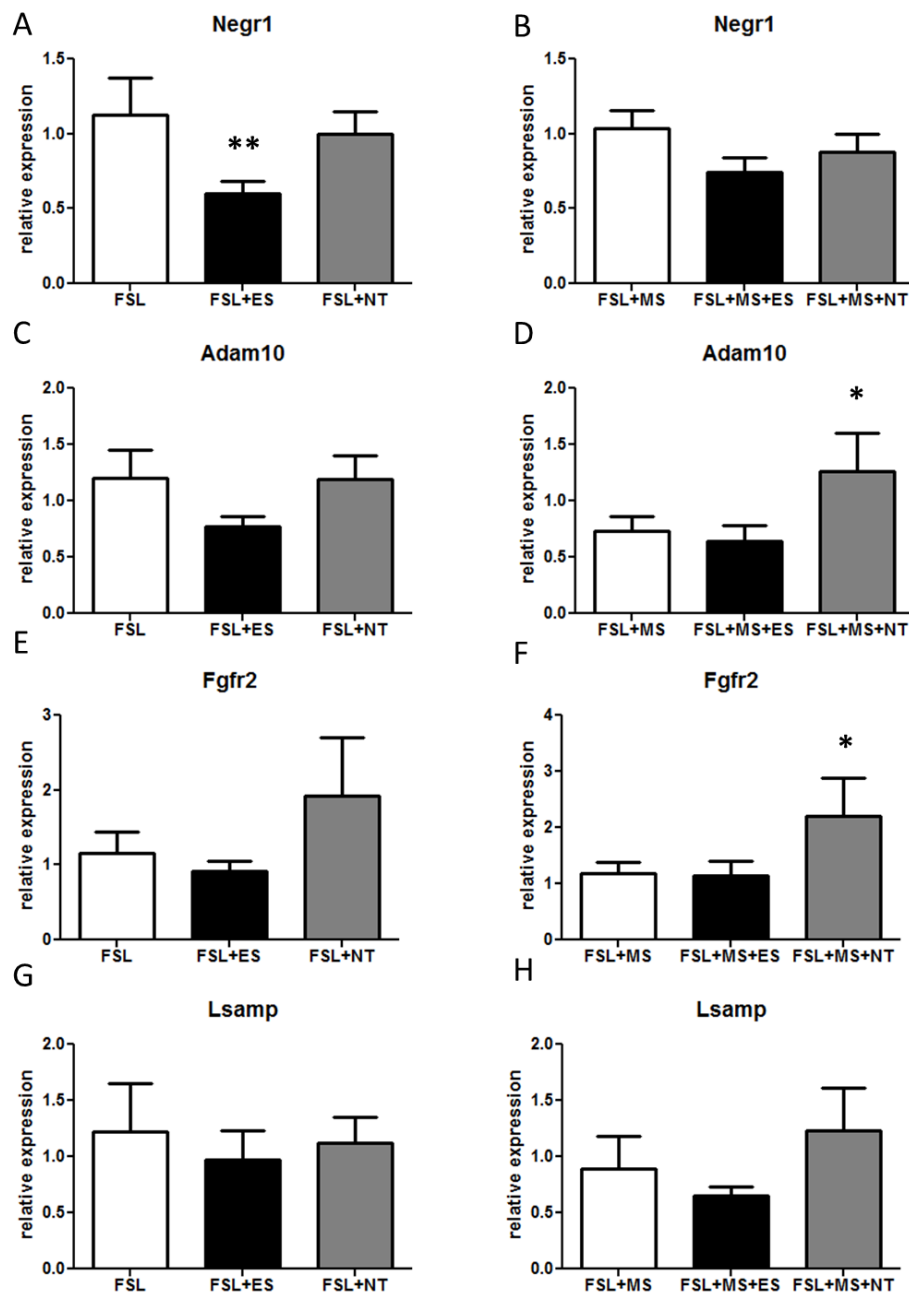 A
Negr1
relative expression
1.5
1.0
0.5
0.0
**
FSL
FSL+ES
FSL+NT
B
Negr1
relative expression
1.5
1.0
0.5
0.0
FSL+MS
FSL+MS+ES
FSL+MS+NT
C
Adam10
relative expression
2.0
1.5
1.0
0.5
0.0
FSL
FSL+ES
FSL+NT
D
Adam10
relative expression
2.0
1.5
1.0
0.5
0.0
*
FSL+MS
FSL+MS+ES
FSL+MS+NT
E
Fgfr2
relative expression
3
2
1
0
FSL
FSL+ES
FSL+NT
F
Fgfr2
relative expression
4
3
2
1
0
*
FSL+MS
FSL+MS+ES
FSL+MS+NT
G
Lsamp
relative expression
2.0
1.5
1.0
0.5
0.0
FSL
FSL+ES
FSL+NT
H
Lsamp
relative expression
2.0
1.5
1.0
0.5
0.0
FSL+MS
FSL+MS+ES
FSL+MS+NT